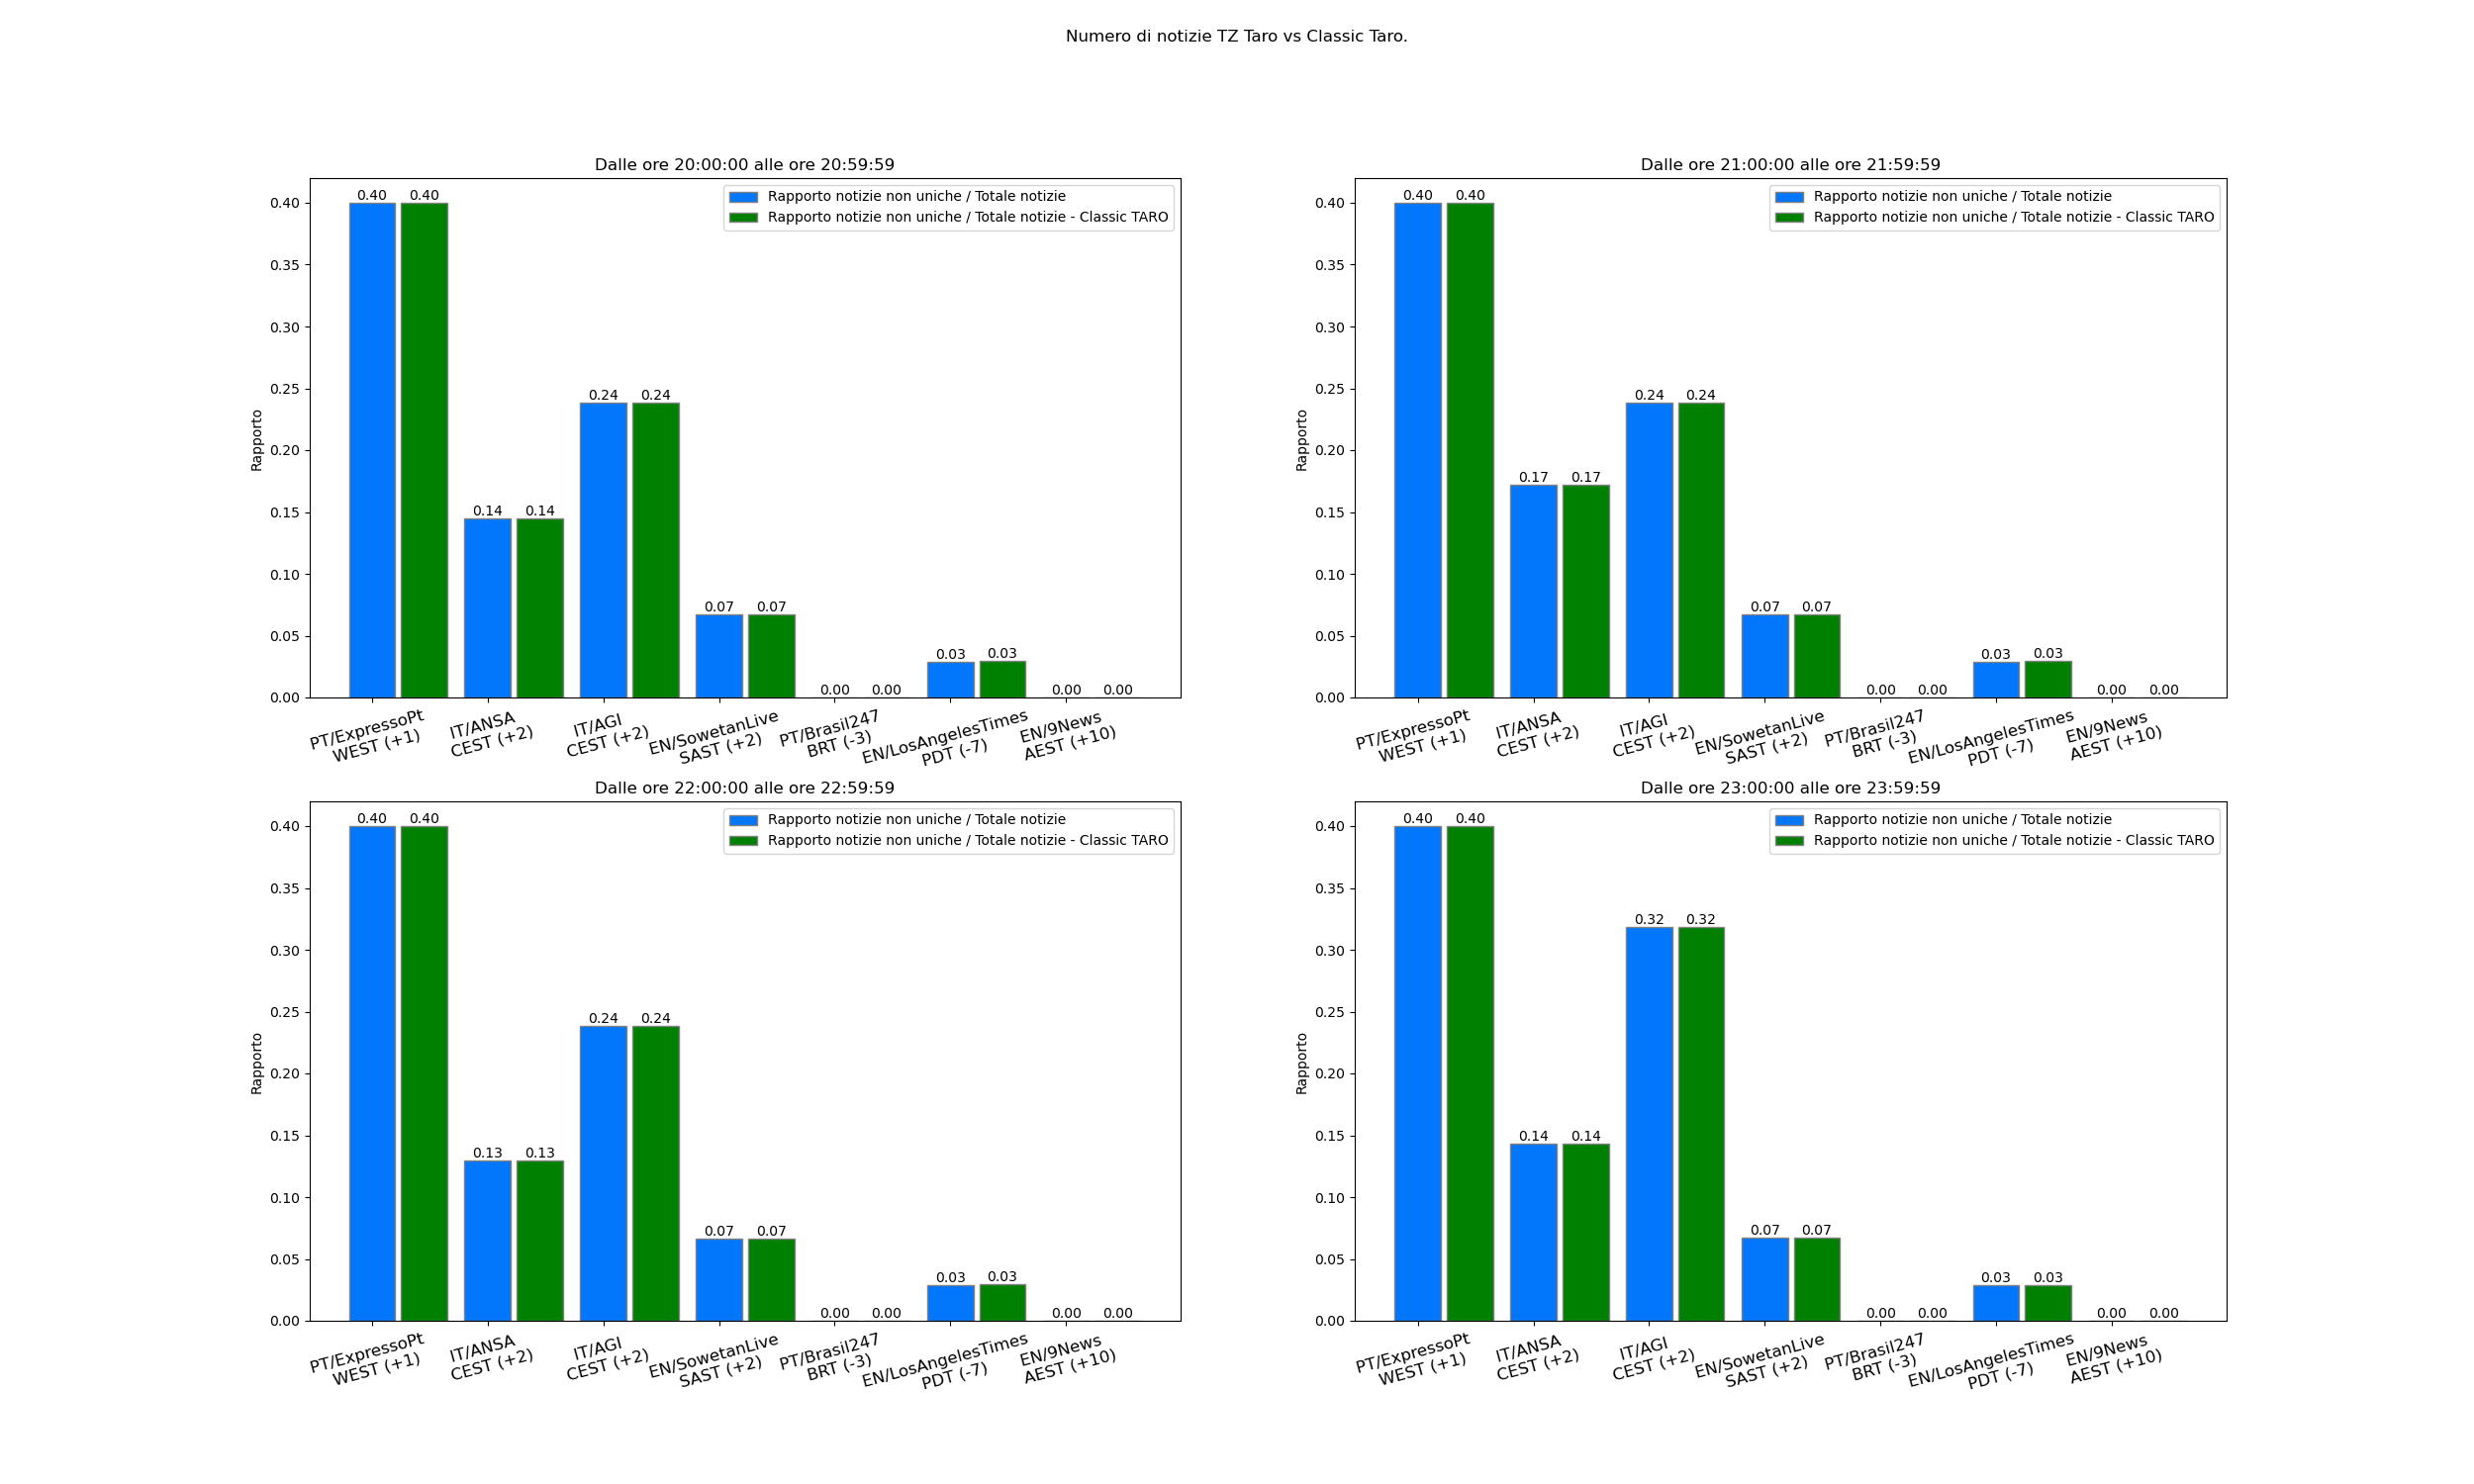 Numero di notizie TZ Taro vs Classic Taro.
Dalle ore 20:00:00 alle ore 20:59:59
Rapporto notizie non uniche / Totale notizie
Rapporto notizie non uniche / Totale notizie - Classic TARO
Rapporto
0.40
0.35
0.30
0.25
0.20
0.15
0.10
0.05
0.00
0.40 0.40
0.14 0.14
0.24 0.24
0.07 0.07
0.00 0.00
0.03 0.03
0.00 0.00
PT/ExpressoPt
WEST (+1)
IT/ANSA
CEST (+2)
IT/AGI
CEST (+2)
EN/SowetanLive
SAST (+2)
PT/Brasil247
BRT (-3)
EN/LosAngelesTimes
PDT (-7)
EN/9News
AEST (+10)
Dalle ore 21:00:00 alle ore 21:59:59
Rapporto notizie non uniche / Totale notizie
Rapporto notizie non uniche / Totale notizie - Classic TARO
Rapporto
0.40
0.35
0.30
0.25
0.20
0.15
0.10
0.05
0.00
0.40 0.40
0.17 0.17
0.24 0.24
0.07 0.07
0.00 0.00
0.03 0.03
0.00 0.00
PT/ExpressoPt
WEST (+1)
IT/ANSA
CEST (+2)
IT/AGI
CEST (+2)
EN/SowetanLive
SAST (+2)
PT/Brasil247
BRT (-3)
EN/LosAngelesTimes
PDT (-7)
EN/9News
AEST (+10)
Dalle ore 22:00:00 alle ore 22:59:59
Rapporto notizie non uniche / Totale notizie
Rapporto notizie non uniche / Totale notizie - Classic TARO
Rapporto
0.40
0.35
0.30
0.25
0.20
0.15
0.10
0.05
0.00
0.40 0.40
0.13 0.13
0.24 0.24
0.07 0.07
0.00 0.00
0.03 0.03
0.00 0.00
PT/ExpressoPt
WEST (+1)
IT/ANSA
CEST (+2)
IT/AGI
CEST (+2)
EN/SowetanLive
SAST (+2)
PT/Brasil247
BRT (-3)
EN/LosAngelesTimes
PDT (-7)
EN/9News
AEST (+10)
Dalle ore 23:00:00 alle ore 23:59:59
Rapporto notizie non uniche / Totale notizie
Rapporto notizie non uniche / Totale notizie - Classic TARO
Rapporto
0.40
0.35
0.30
0.25
0.20
0.15
0.10
0.05
0.00
0.40 0.40
0.14 0.14
0.32 0.32
0.07 0.07
0.00 0.00
0.03 0.03
0.00 0.00
PT/ExpressoPt
WEST (+1)
IT/ANSA
CEST (+2)
IT/AGI
CEST (+2)
EN/SowetanLive
SAST (+2)
PT/Brasil247
BRT (-3)
EN/LosAngelesTimes
PDT (-7)
EN/9News
AEST (+10)